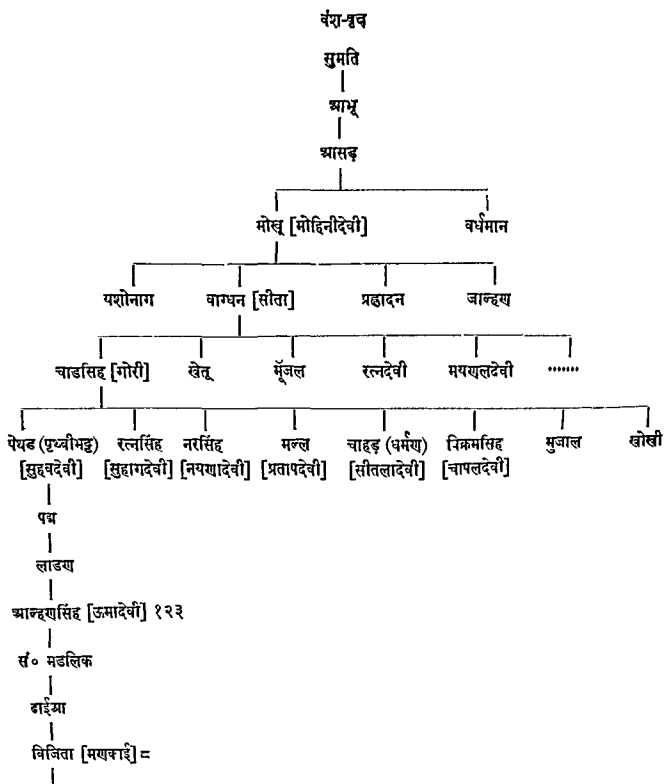 वंश-वृक्ष
सुमति
आभू
आसड़
मोखू [मोहिनीदेवी] वर्धमान
यशोनाग वाग्धन [सीता] प्रह्लादन जाल्हण
चाडसिंह [गोरी] खेतू मूँजल रत्नदेवी मयणलदेवी .......
पेथड (पृथ्वीभट्ट) रत्नसिंह नरसिंह मल्ल चाहड़ (धर्मण) विक्रमसिंह मुजाल खोखी
[सुहवदेवी] [सुहागदेवी] [नयणादेवी] [प्रतापदेवी] [सीतलादेवी] [चापलदेवी]
पद्म
लाडण
आल्हणसिंह [ऊमादेवी] १२३
सं० मडलिक
ढाईआ
विजिता [मणकाई] ८